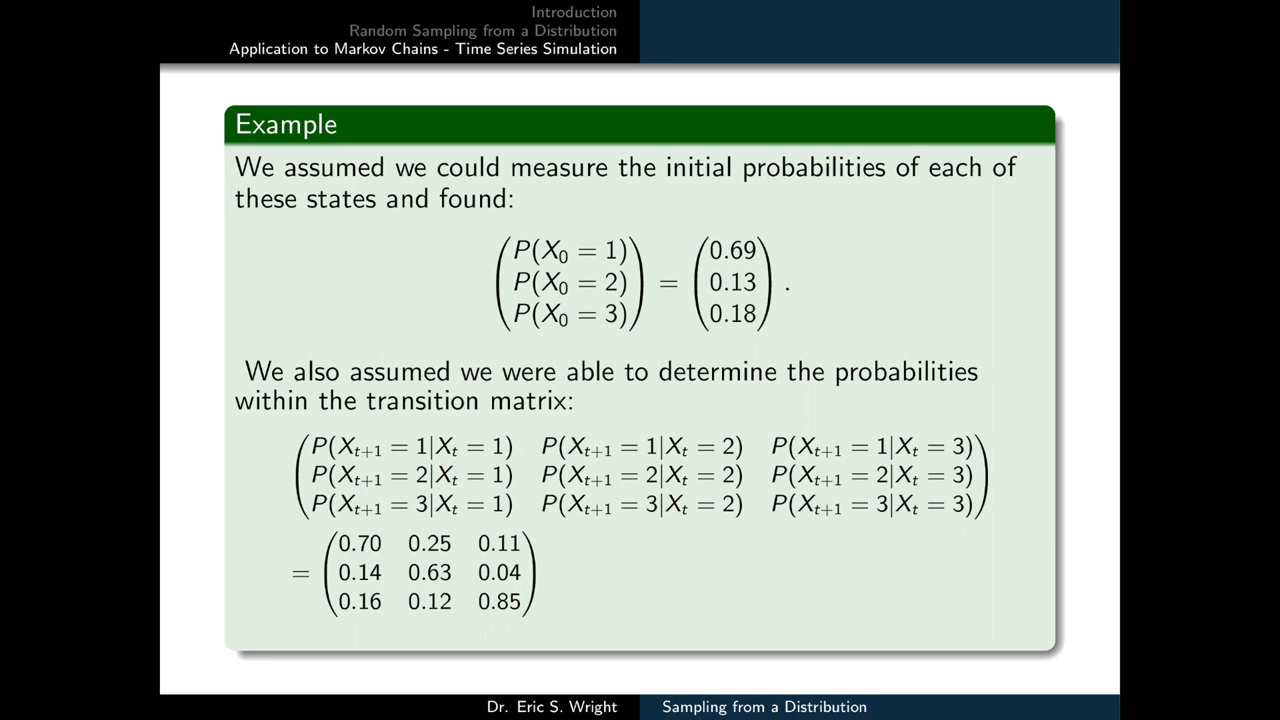 Introduction
Random Sampling from a Distribution
Application to Markov Chains - Time Series Simulation
Example
We assumed we could measure the initial probabilities of each of
these states and found:
P(X₀ = 1) 0.69
P(X₀ = 2) = 0.13 .
P(X₀ = 3) 0.18
We also assumed we were able to determine the probabilities
within the transition matrix:
P(Xₜ₊₁ = 1|Xₜ = 1) P(Xₜ₊₁ = 1|Xₜ = 2) P(Xₜ₊₁ = 1|Xₜ = 3)
P(Xₜ₊₁ = 2|Xₜ = 1) P(Xₜ₊₁ = 2|Xₜ = 2) P(Xₜ₊₁ = 2|Xₜ = 3)
P(Xₜ₊₁ = 3|Xₜ = 1) P(Xₜ₊₁ = 3|Xₜ = 2) P(Xₜ₊₁ = 3|Xₜ = 3)
0.70 0.25 0.11
= 0.14 0.63 0.04
0.16 0.12 0.85
Dr. Eric S. Wright
Sampling from a Distribution